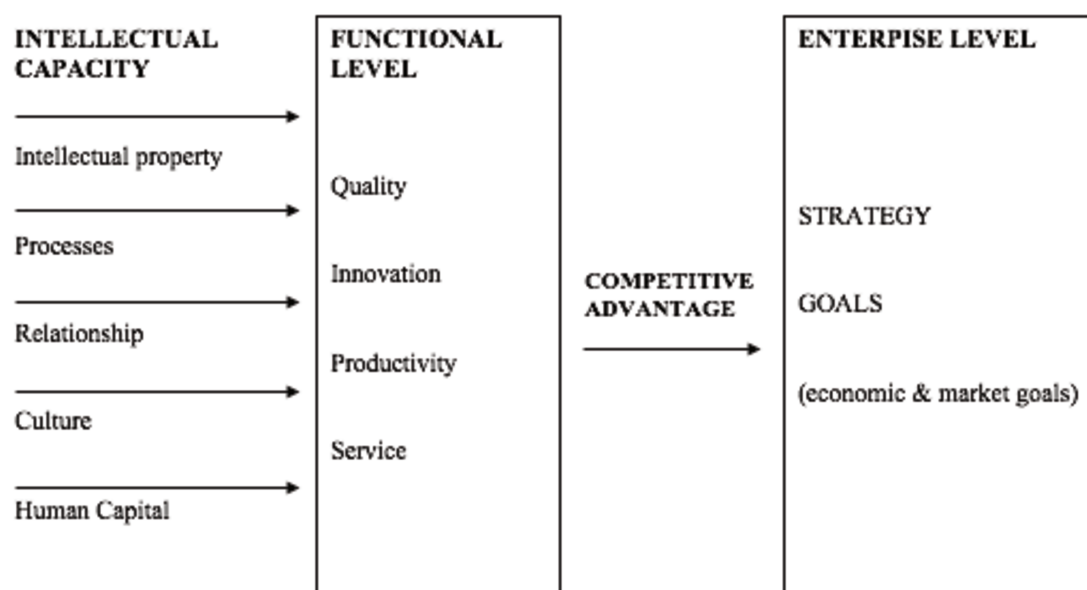 INTELLECTUAL
CAPACITY
Intellectual property
Processes
Relationship
Culture
Human Capital
FUNCTIONAL
LEVEL
Quality
Innovation
Productivity
Service
COMPETITIVE
ADVANTAGE
ENTERPISE LEVEL
STRATEGY
GOALS
(economic & market goals)